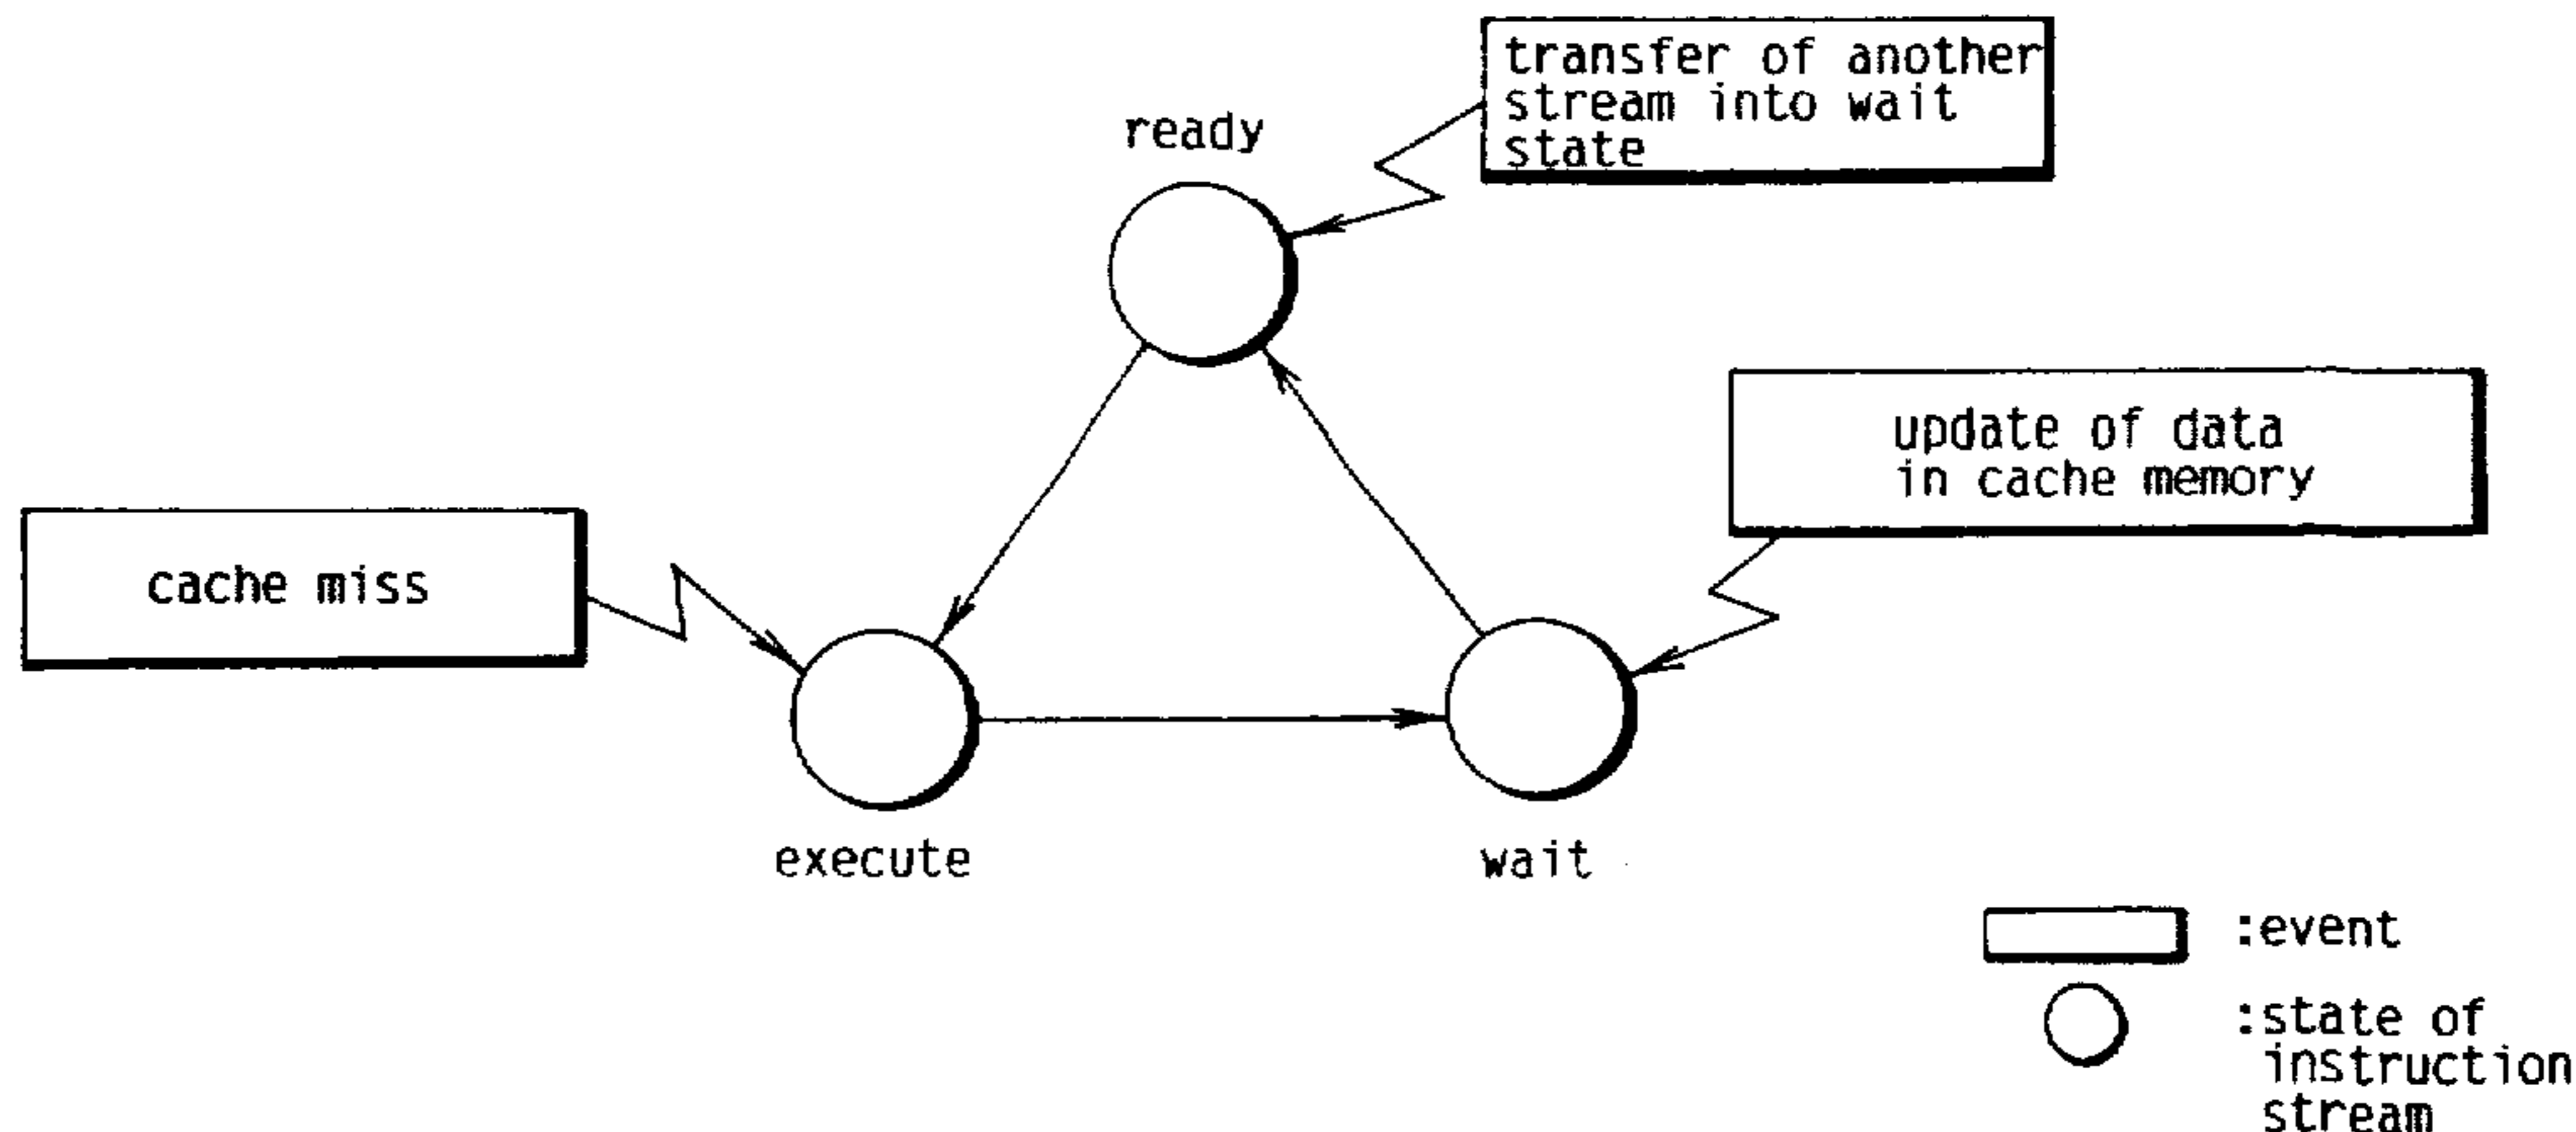 transfer of another
stream into wait
state
ready
update of data
in cache memory
cache miss
execute
wait
:event
:state of
instruction
stream